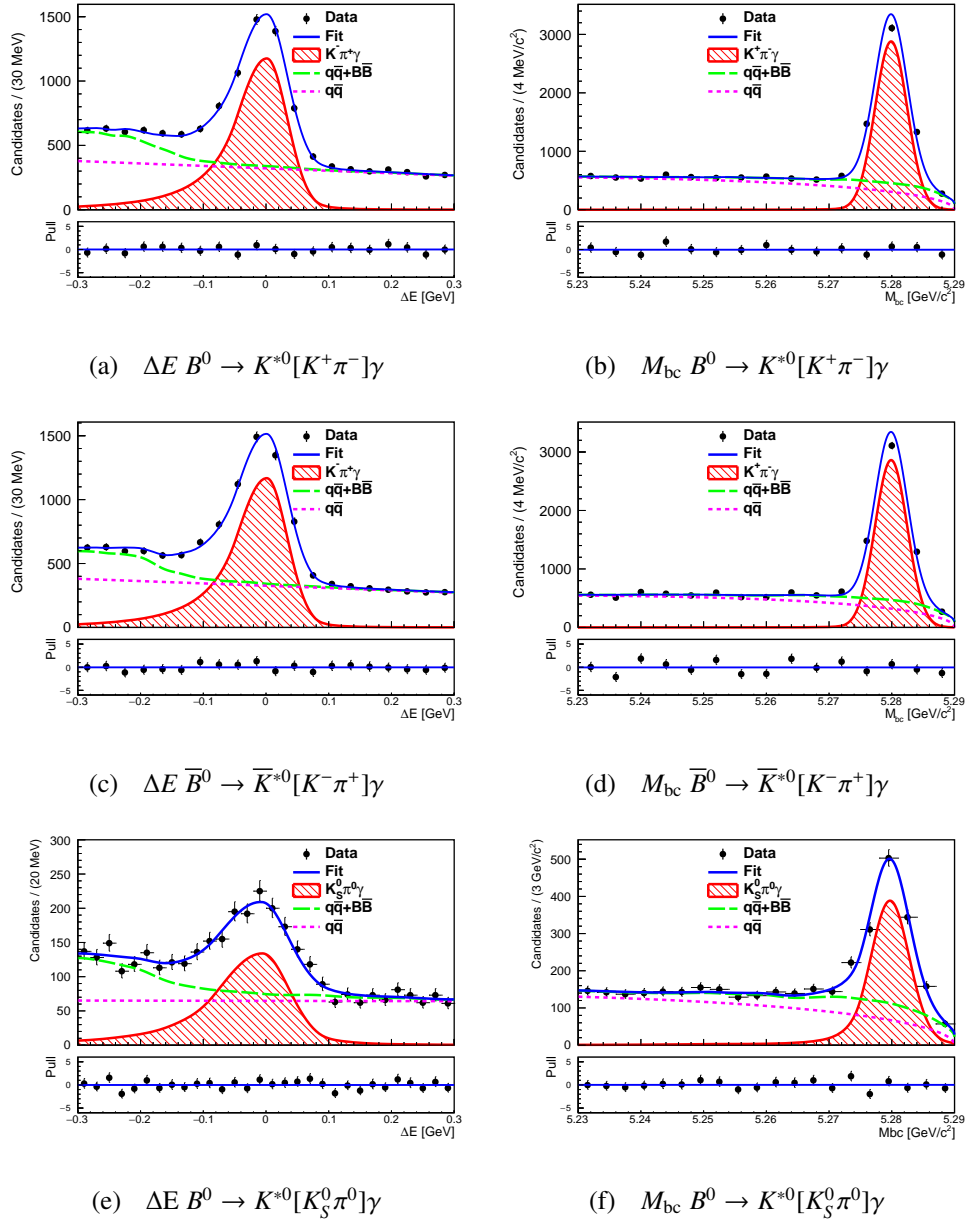 Candidates / (30 MeV)
1500
1000
500
0
Data
Fit
K⁻π⁺γ
qq̅+BB̅
qq̅
Pull
5
0
−5
−0.3 −0.2 −0.1 0 0.1 0.2 0.3
ΔE [GeV]
(a) ΔE B⁰ → K*⁰[K⁺π⁻]γ
Candidates / (4 MeV/c²)
3000
2000
1000
0
Data
Fit
K⁺π⁻γ
qq̅+BB̅
qq̅
Pull
5
0
−5
5.23 5.24 5.25 5.26 5.27 5.28 5.29
M_bc [GeV/c²]
(b) M_bc B⁰ → K*⁰[K⁺π⁻]γ
Candidates / (30 MeV)
1500
1000
500
0
Data
Fit
K⁻π⁺γ
qq̅+BB̅
qq̅
Pull
5
0
−5
−0.3 −0.2 −0.1 0 0.1 0.2 0.3
ΔE [GeV]
(c) ΔE B̅⁰ → K̅*⁰[K⁻π⁺]γ
Candidates / (4 MeV/c²)
3000
2000
1000
0
Data
Fit
K⁺π⁻γ
qq̅+BB̅
qq̅
Pull
5
0
−5
5.23 5.24 5.25 5.26 5.27 5.28 5.29
M_bc [GeV/c²]
(d) M_bc B̅⁰ → K̅*⁰[K⁻π⁺]γ
Candidates / (20 MeV)
300
250
200
150
100
50
0
Data
Fit
K_S⁰π⁰γ
qq̅+BB̅
qq̅
Pull
5
0
−5
−0.3 −0.2 −0.1 0 0.1 0.2 0.3
ΔE [GeV]
(e) ΔE B⁰ → K*⁰[K_S⁰π⁰]γ
Candidates / (3 GeV/c²)
500
400
300
200
100
0
Data
Fit
K_S⁰π⁰γ
qq̅+BB̅
qq̅
Pull
5
0
−5
5.23 5.24 5.25 5.26 5.27 5.28 5.29
Mbc [GeV/c²]
(f) M_bc B⁰ → K*⁰[K_S⁰π⁰]γ